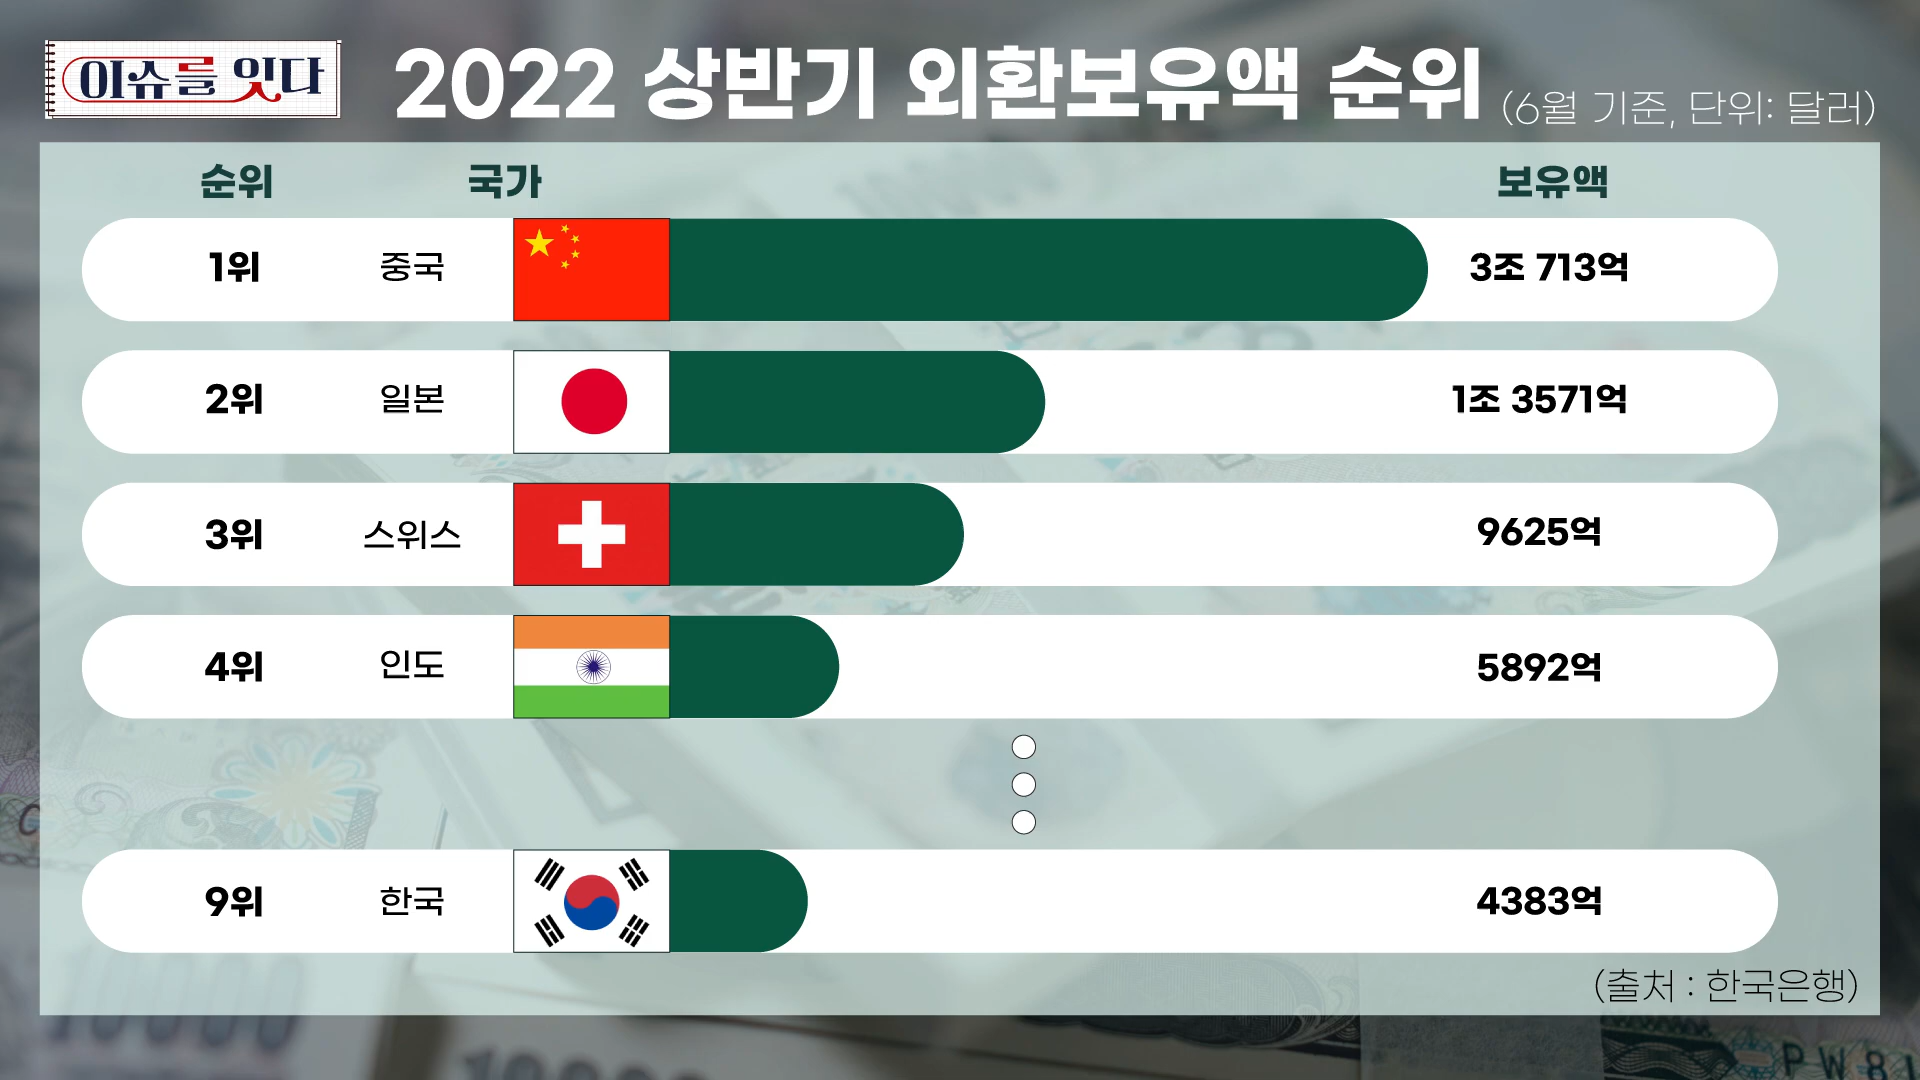 이슈를 잇다
2022 상반기 외환보유액 순위 (6월 기준, 단위: 달러)
순위 국가 보유액
1위 중국 3조 713억
2위 일본 1조 3571억
3위 스위스 9625억
4위 인도 5892억
9위 한국 4383억
(출처 : 한국은행)
10000
PW81